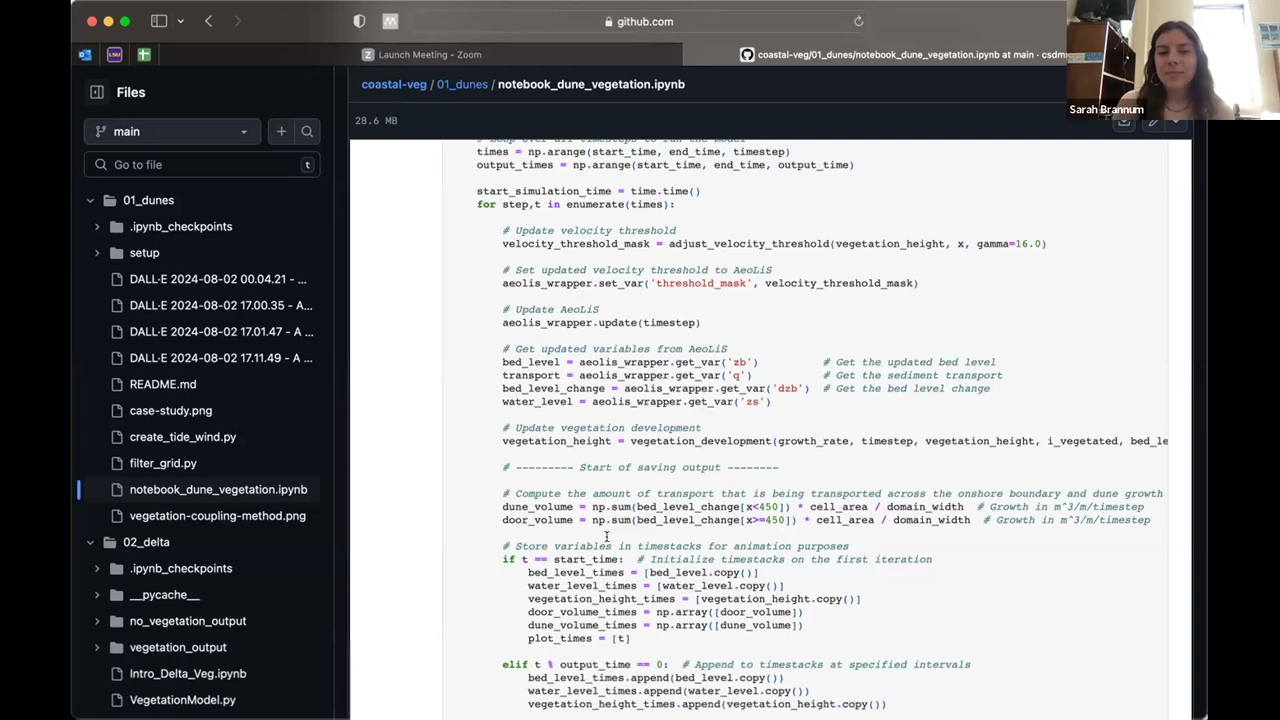 github.com
Launch Meeting - Zoom
coastal-veg/01_dunes/notebook_dune_vegetation.ipynb at main · csdm
Sarah Brannum
Files
coastal-veg / 01_dunes / notebook_dune_vegetation.ipynb
main
28.6 MB
Go to file
t
01_dunes
.ipynb_checkpoints
setup
DALL·E 2024-08-02 00.04.21 - ...
DALL·E 2024-08-02 17.00.35 - A...
DALL·E 2024-08-02 17.01.47 - A ...
DALL·E 2024-08-02 17.11.49 - A ...
README.md
case-study.png
create_tide_wind.py
filter_grid.py
notebook_dune_vegetation.ipynb
vegetation-coupling-method.png
02_delta
.ipynb_checkpoints
__pycache__
no_vegetation_output
vegetation_output
Intro_Delta_Veg.ipynb
VegetationModel.py
# Loop over all timesteps to run the model
times = np.arange(start_time, end_time, timestep)
output_times = np.arange(start_time, end_time, output_time)
start_simulation_time = time.time()
for step,t in enumerate(times):
# Update velocity threshold
velocity_threshold_mask = adjust_velocity_threshold(vegetation_height, x, gamma=16.0)
# Set updated velocity threshold to AeoLiS
aeolis_wrapper.set_var('threshold_mask', velocity_threshold_mask)
# Update AeoLiS
aeolis_wrapper.update(timestep)
# Get updated variables from AeoLiS
bed_level = aeolis_wrapper.get_var('zb') # Get the updated bed level
transport = aeolis_wrapper.get_var('q') # Get the sediment transport
bed_level_change = aeolis_wrapper.get_var('dzb') # Get the bed level change
water_level = aeolis_wrapper.get_var('zs')
# Update vegetation development
vegetation_height = vegetation_development(growth_rate, timestep, vegetation_height, i_vegetated, bed_le
# --------- Start of saving output --------
# Compute the amount of transport that is being transported across the onshore boundary and dune growth
dune_volume = np.sum(bed_level_change[x<450]) * cell_area / domain_width # Growth in m^3/m/timestep
door_volume = np.sum(bed_level_change[x>=450]) * cell_area / domain_width # Growth in m^3/m/timestep
# Store variables in timestacks for animation purposes
if t == start_time: # Initialize timestacks on the first iteration
bed_level_times = [bed_level.copy()]
water_level_times = [water_level.copy()]
vegetation_height_times = [vegetation_height.copy()]
door_volume_times = np.array([door_volume])
dune_volume_times = np.array([dune_volume])
plot_times = [t]
elif t % output_time == 0: # Append to timestacks at specified intervals
bed_level_times.append(bed_level.copy())
water_level_times.append(water_level.copy())
vegetation_height_times.append(vegetation_height.copy())